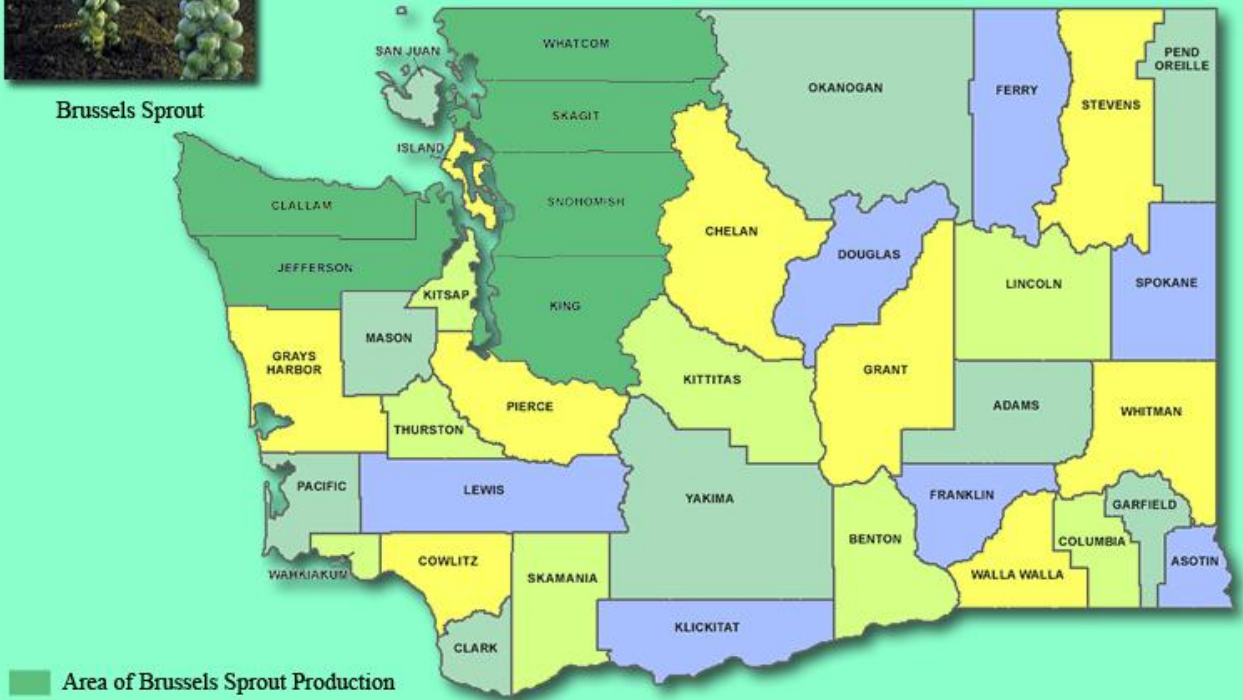 Brussels Sprout
WHATCOM
SAN JUAN
PEND
OREILLE
OKANOGAN
FERRY
STEVENS
SKAGIT
ISLAND
CLALLAM
SNOHOMISH
CHELAN
DOUGLAS
JEFFERSON
KITSAP
KING
LINCOLN
SPOKANE
MASON
GRAYS
HARBOR
KITTITAS
GRANT
PIERCE
ADAMS
WHITMAN
THURSTON
PACIFIC
LEWIS
YAKIMA
FRANKLIN
GARFIELD
BENTON
COLUMBIA
ASOTIN
COWLITZ
WAHKIAKUM
SKAMANIA
WALLA WALLA
KLICKITAT
CLARK
Area of Brussels Sprout Production